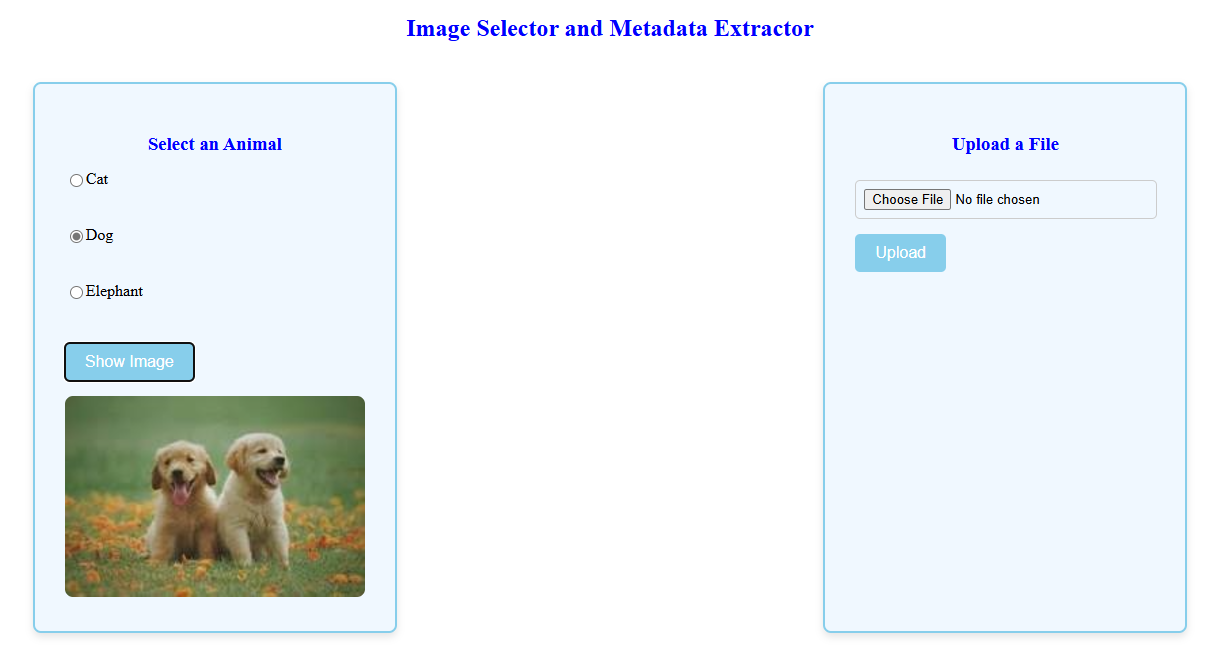 Image Selector and Metadata Extractor
Select an Animal
Cat
Dog
Elephant
Show Image
Upload a File
Choose File No file chosen
Upload